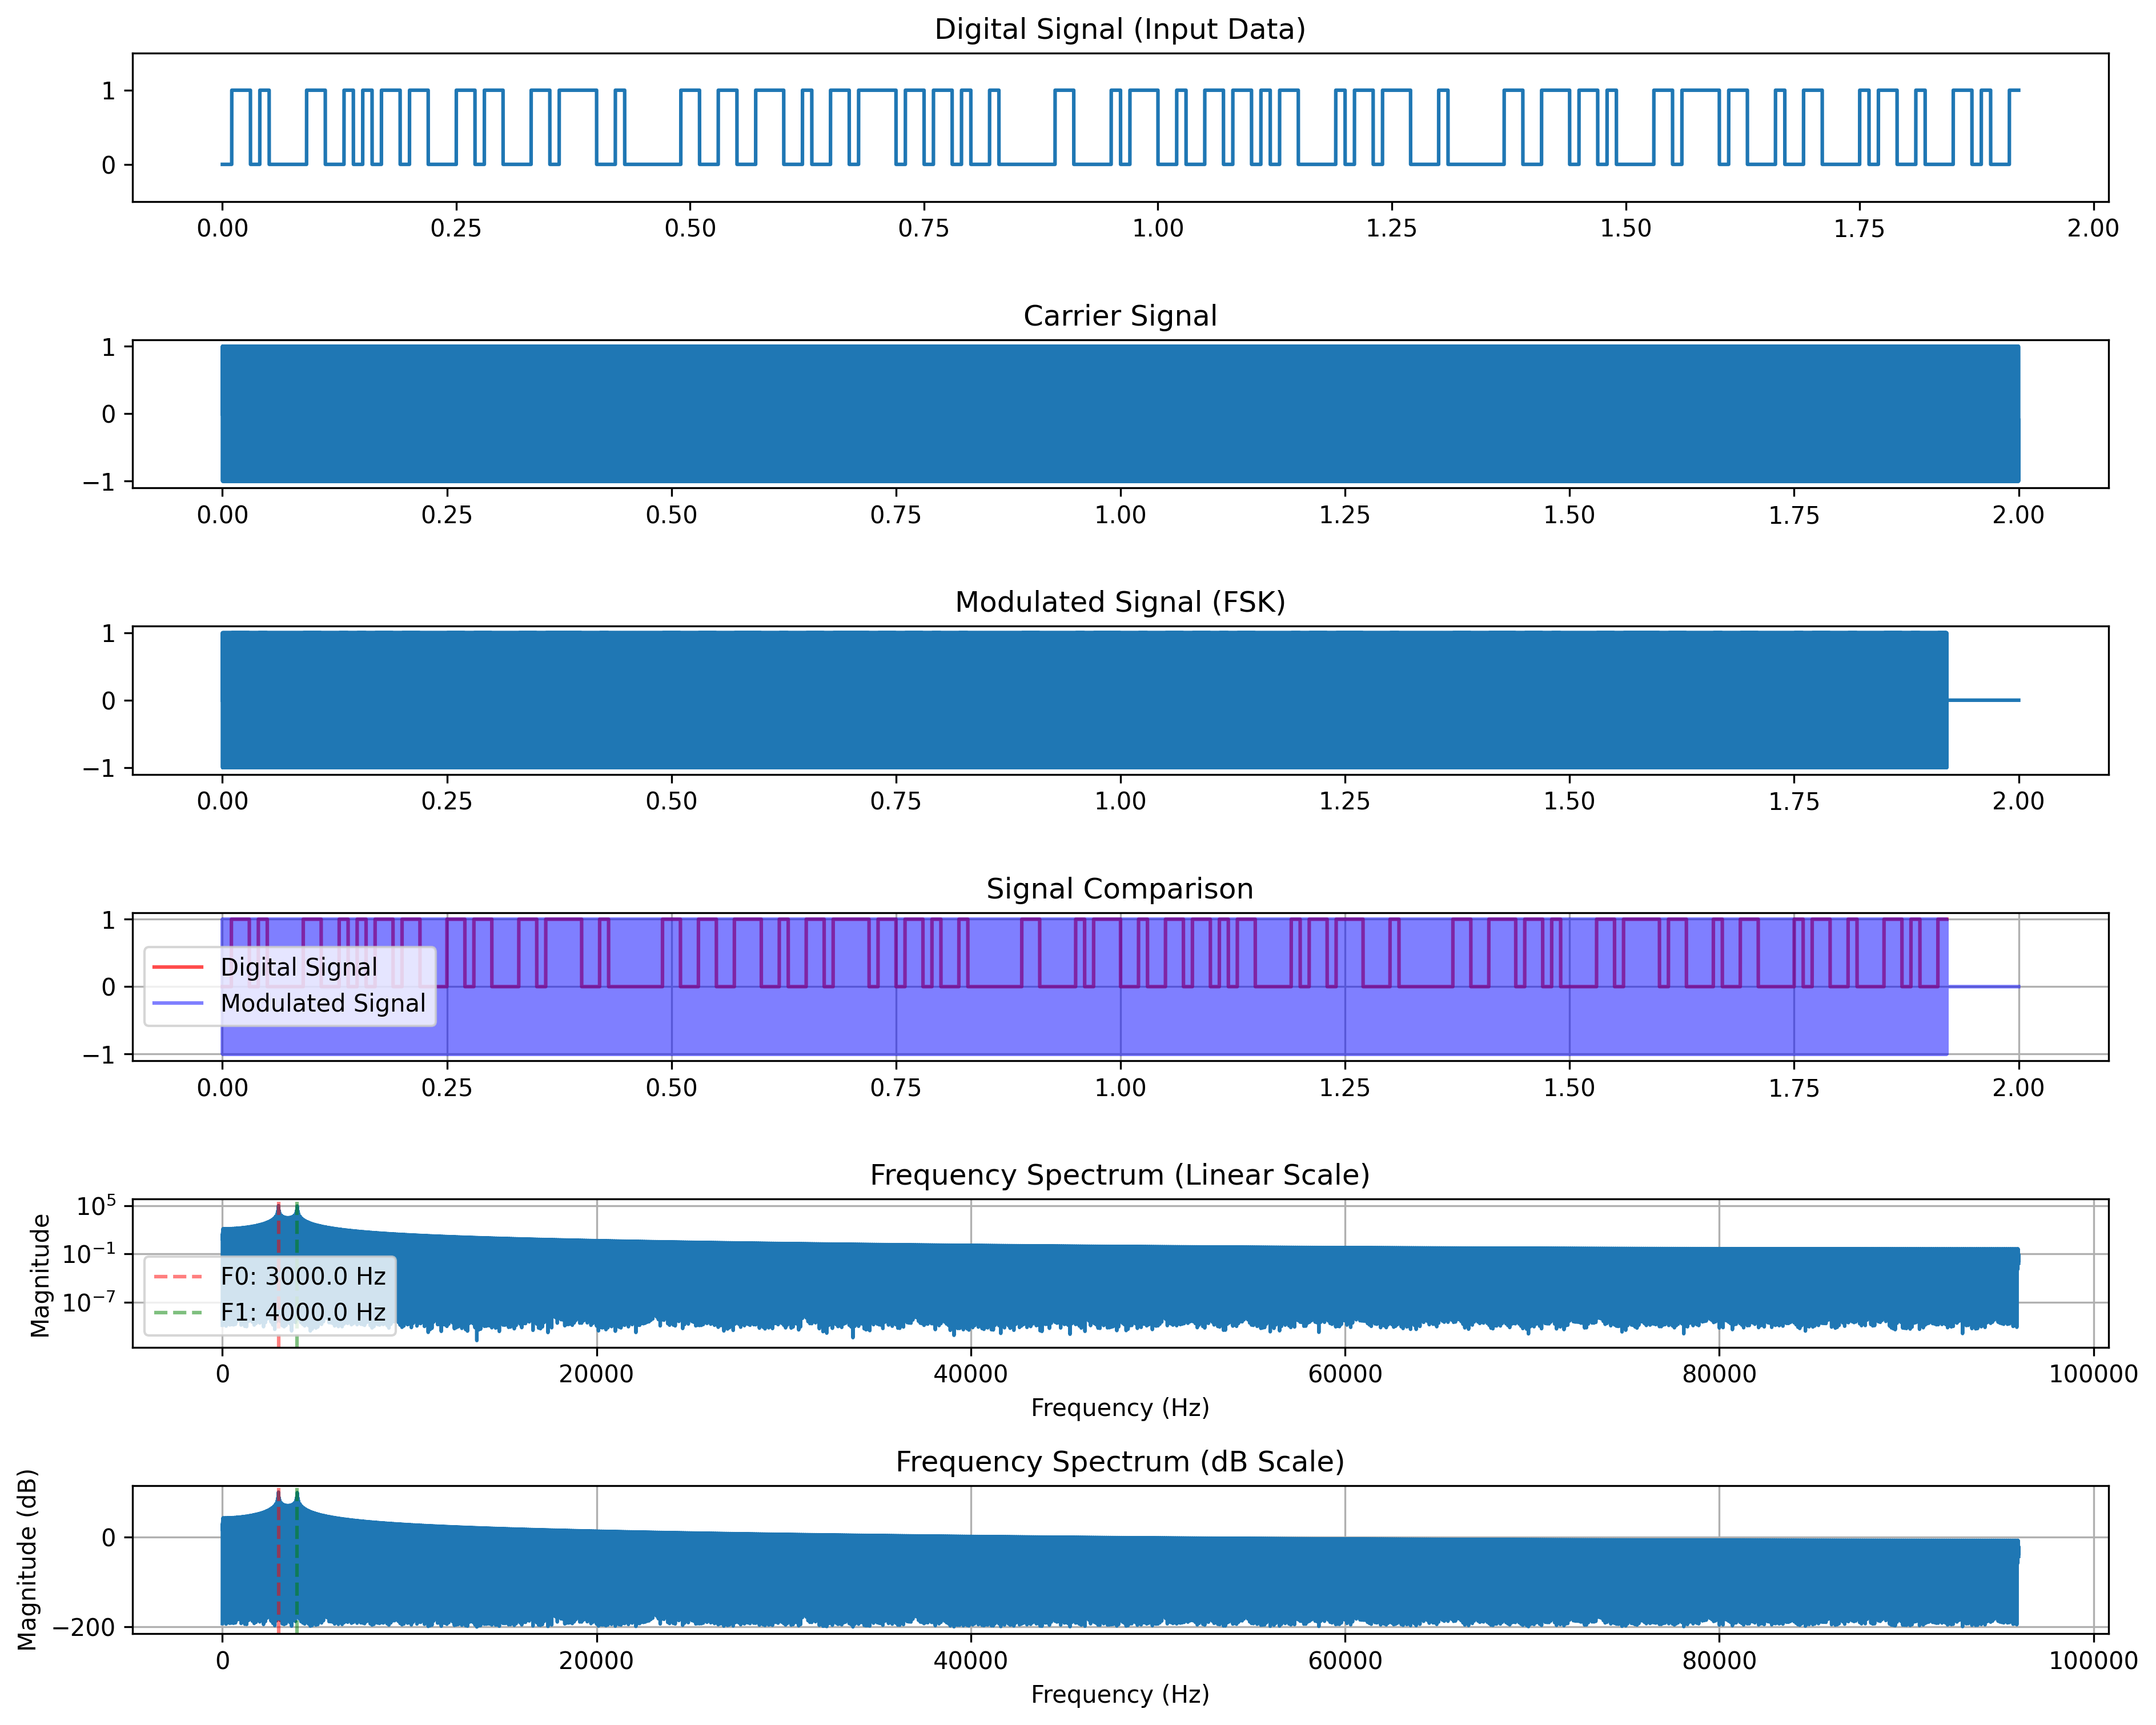 Digital Signal (Input Data)
1
0
0.00 0.25 0.50 0.75 1.00 1.25 1.50 1.75 2.00
Carrier Signal
1
0
−1
0.00 0.25 0.50 0.75 1.00 1.25 1.50 1.75 2.00
Modulated Signal (FSK)
1
0
−1
0.00 0.25 0.50 0.75 1.00 1.25 1.50 1.75 2.00
Signal Comparison
1
0
−1
Digital Signal
Modulated Signal
0.00 0.25 0.50 0.75 1.00 1.25 1.50 1.75 2.00
Frequency Spectrum (Linear Scale)
Magnitude
10⁵
10⁻¹
10⁻⁷
F0: 3000.0 Hz
F1: 4000.0 Hz
0 20000 40000 60000 80000 100000
Frequency (Hz)
Frequency Spectrum (dB Scale)
Magnitude (dB)
0
−200
0 20000 40000 60000 80000 100000
Frequency (Hz)